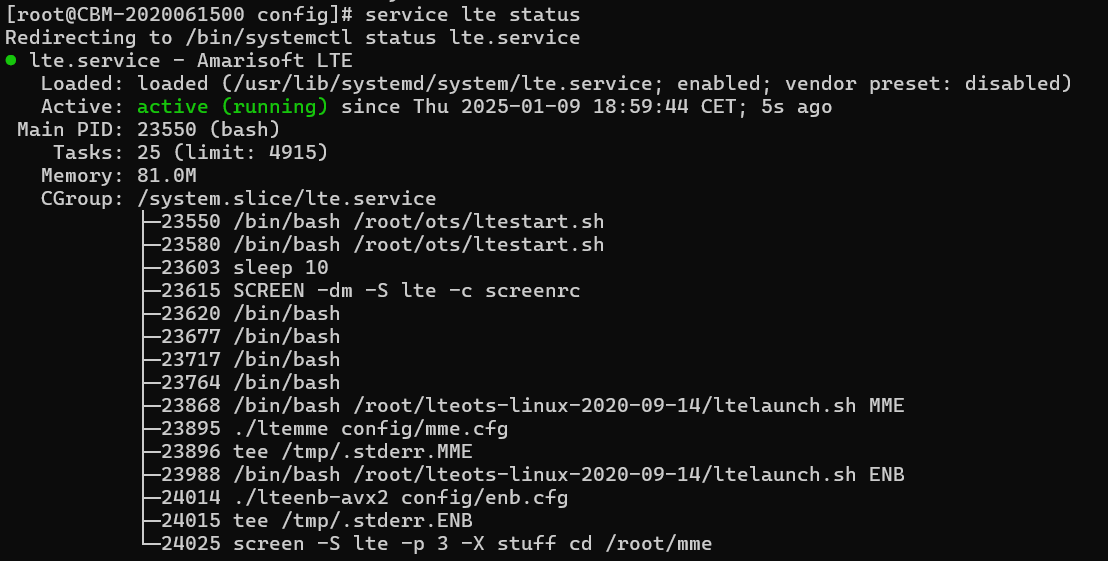 [root@CBM-2020061500 config]# service lte status
Redirecting to /bin/systemctl status lte.service
● lte.service - Amarisoft LTE
   Loaded: loaded (/usr/lib/systemd/system/lte.service; enabled; vendor preset: disabled)
   Active: active (running) since Thu 2025-01-09 18:59:44 CET; 5s ago
 Main PID: 23550 (bash)
    Tasks: 25 (limit: 4915)
   Memory: 81.0M
   CGroup: /system.slice/lte.service
           ├─23550 /bin/bash /root/ots/ltestart.sh
           ├─23580 /bin/bash /root/ots/ltestart.sh
           ├─23603 sleep 10
           ├─23615 SCREEN -dm -S lte -c screenrc
           ├─23620 /bin/bash
           ├─23677 /bin/bash
           ├─23717 /bin/bash
           ├─23764 /bin/bash
           ├─23868 /bin/bash /root/lteots-linux-2020-09-14/ltelaunch.sh MME
           ├─23895 ./ltemme config/mme.cfg
           ├─23896 tee /tmp/.stderr.MME
           ├─23988 /bin/bash /root/lteots-linux-2020-09-14/ltelaunch.sh ENB
           ├─24014 ./lteenb-avx2 config/enb.cfg
           ├─24015 tee /tmp/.stderr.ENB
           └─24025 screen -S lte -p 3 -X stuff cd /root/mme